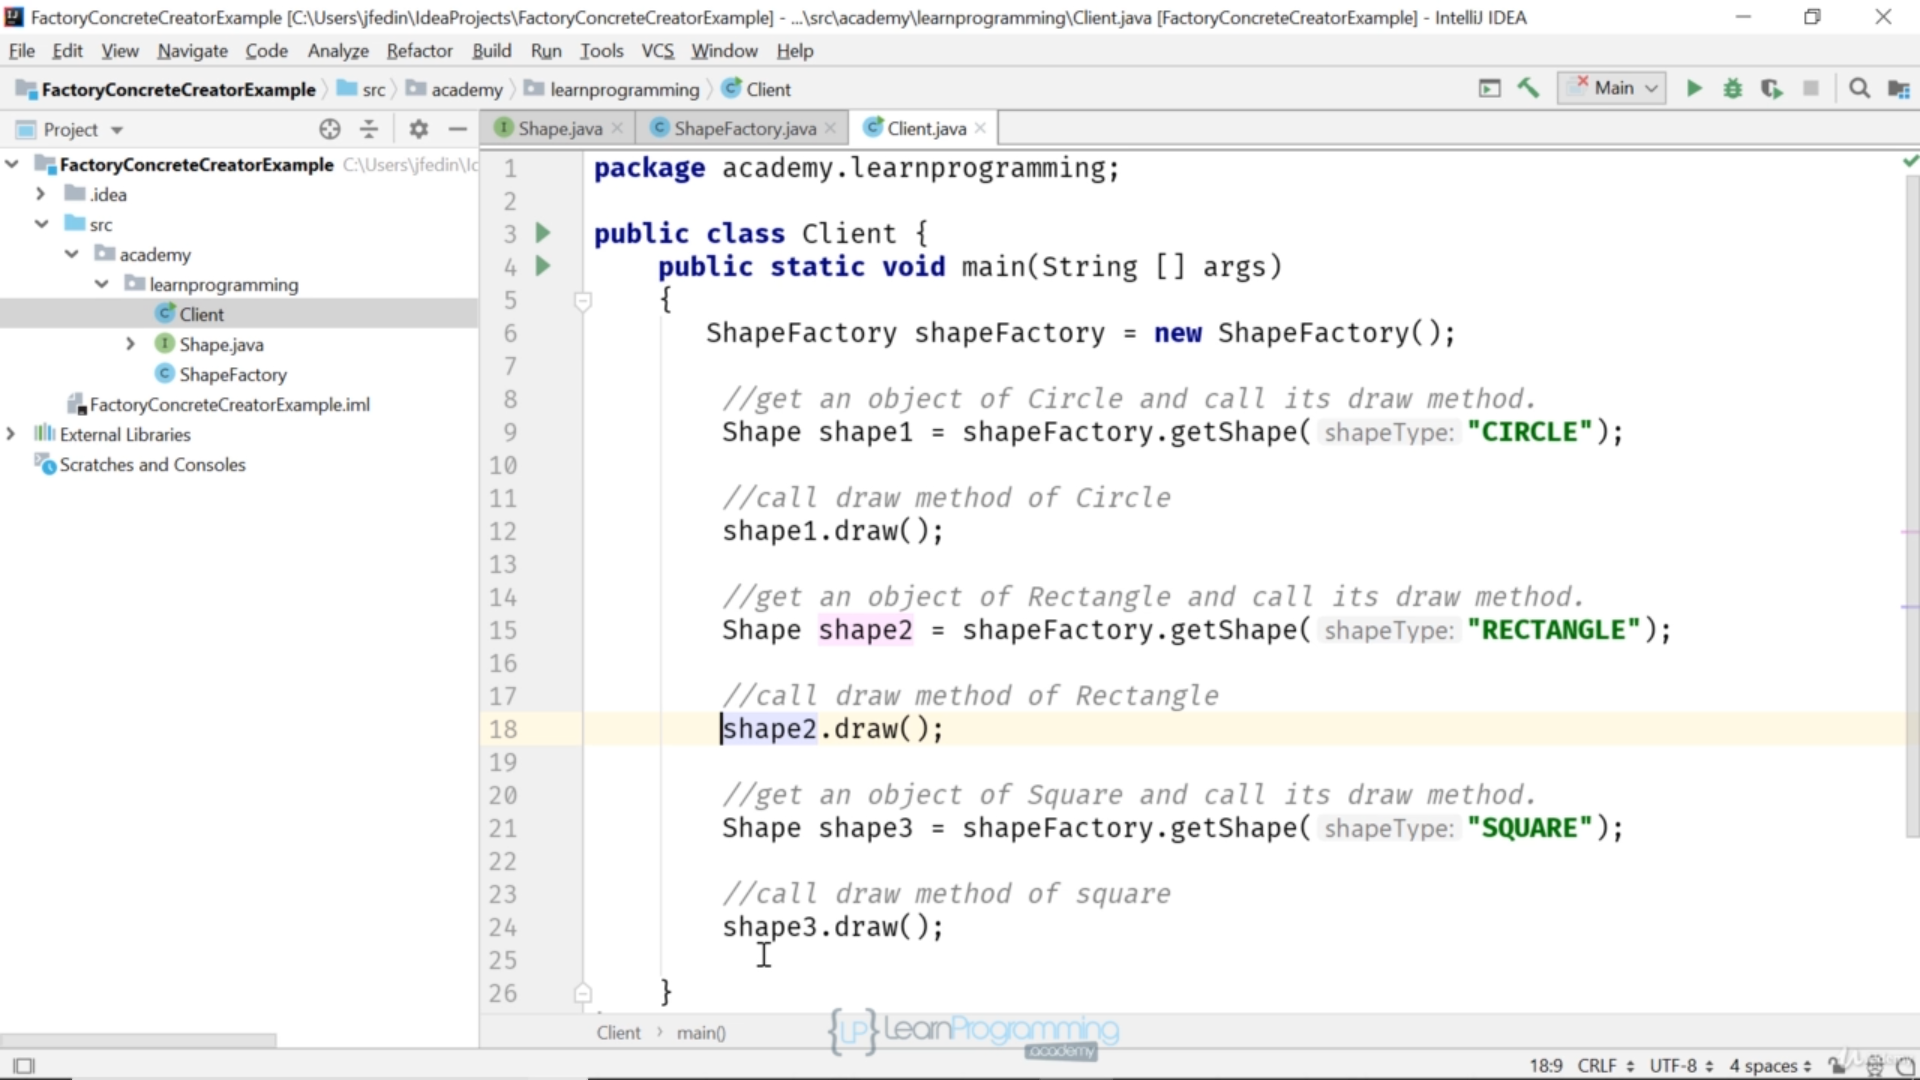 FactoryConcreteCreatorExample [C:\Users\jfedin\IdeaProjects\FactoryConcreteCreatorExample] - ...\src\academy\learnprogramming\Client.java [FactoryConcreteCreatorExample] - IntelliJ IDEA
File Edit View Navigate Code Analyze Refactor Build Run Tools VCS Window Help
FactoryConcreteCreatorExample src academy learnprogramming Client Main
Project Shape.java ShapeFactory.java Client.java
FactoryConcreteCreatorExample C:\Users\jfedin\Ic
.idea
src
academy
learnprogramming
Client
Shape.java
ShapeFactory
FactoryConcreteCreatorExample.iml
External Libraries
Scratches and Consoles
1 package academy.learnprogramming;
2
3 public class Client {
4 public static void main(String [] args)
5 {
6 ShapeFactory shapeFactory = new ShapeFactory();
7
8 //get an object of Circle and call its draw method.
9 Shape shape1 = shapeFactory.getShape( shapeType: "CIRCLE");
10
11 //call draw method of Circle
12 shape1.draw();
13
14 //get an object of Rectangle and call its draw method.
15 Shape shape2 = shapeFactory.getShape( shapeType: "RECTANGLE");
16
17 //call draw method of Rectangle
18 shape2.draw();
19
20 //get an object of Square and call its draw method.
21 Shape shape3 = shapeFactory.getShape( shapeType: "SQUARE");
22
23 //call draw method of square
24 shape3.draw();
25
26 }
Client › main()
{LP} LearnProgramming
academy
18:9 CRLF UTF-8 4 spaces